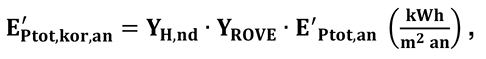 E′Ptot,kor,an = YH,nd · YROVE · E′Ptot,an (kWh/m² an) ,